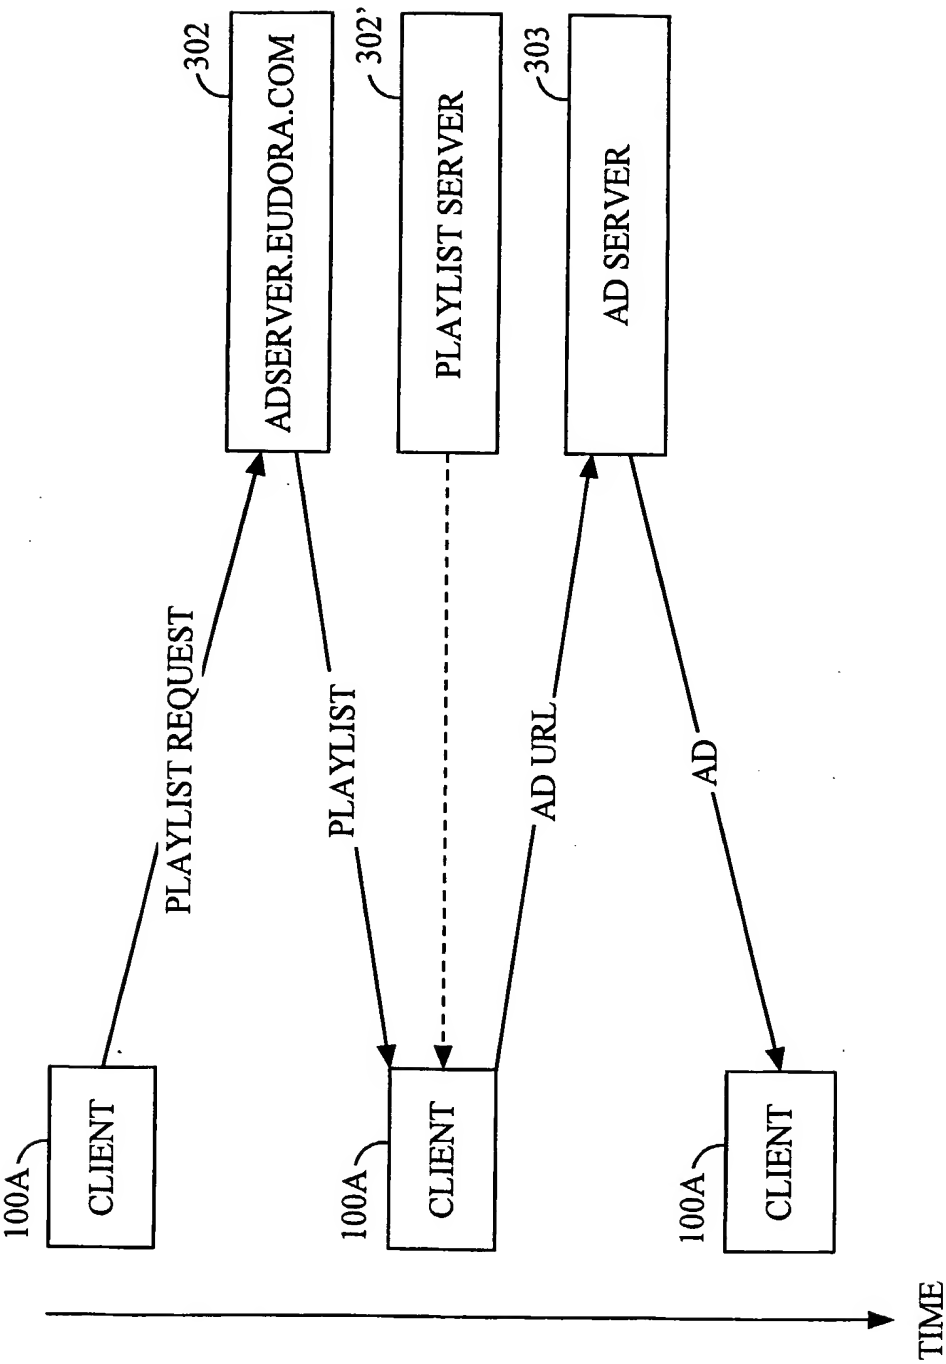 100A
CLIENT
PLAYLIST REQUEST
302
ADSERVER.EUDORA.COM
PLAYLIST
302'
PLAYLIST SERVER
100A
CLIENT
AD URL
303
AD SERVER
AD
100A
CLIENT
TIME